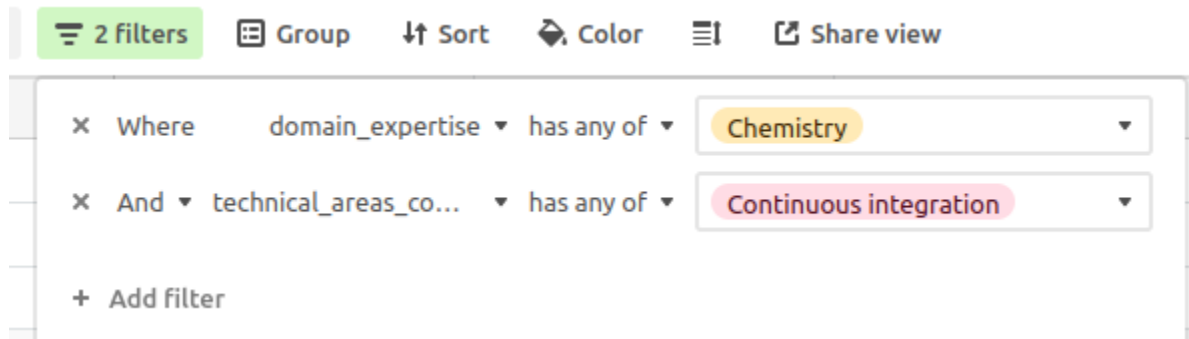 2 filters Group Sort Color Share view
Where domain_expertise has any of Chemistry
And technical_areas_co... has any of Continuous integration
+ Add filter